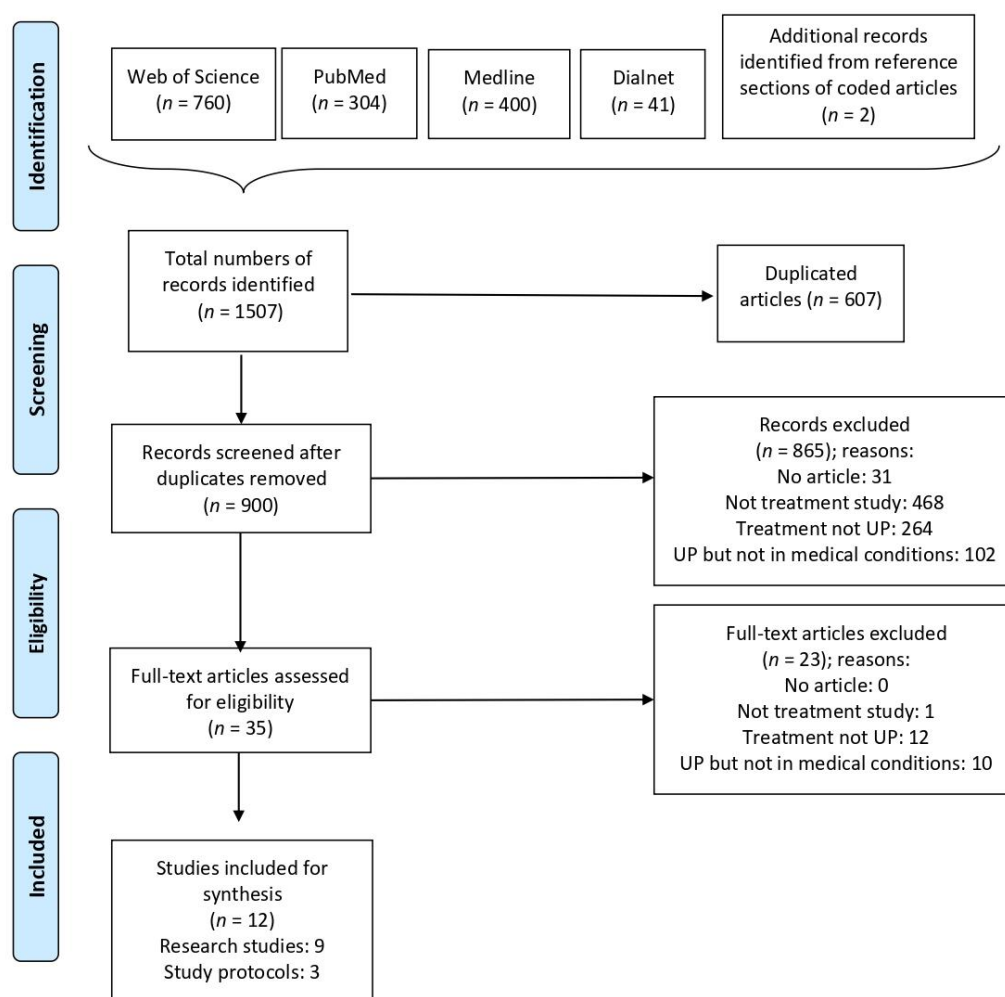 Identification
Web of Science
(n = 760)
PubMed
(n = 304)
Medline
(n = 400)
Dialnet
(n = 41)
Additional records
identified from reference
sections of coded articles
(n = 2)
Screening
Total numbers of
records identified
(n = 1507)
Duplicated
articles (n = 607)
Records screened after
duplicates removed
(n = 900)
Records excluded
(n = 865); reasons:
No article: 31
Not treatment study: 468
Treatment not UP: 264
UP but not in medical conditions: 102
Eligibility
Full-text articles assessed
for eligibility
(n = 35)
Full-text articles excluded
(n = 23); reasons:
No article: 0
Not treatment study: 1
Treatment not UP: 12
UP but not in medical conditions: 10
Included
Studies included for
synthesis
(n = 12)
Research studies: 9
Study protocols: 3